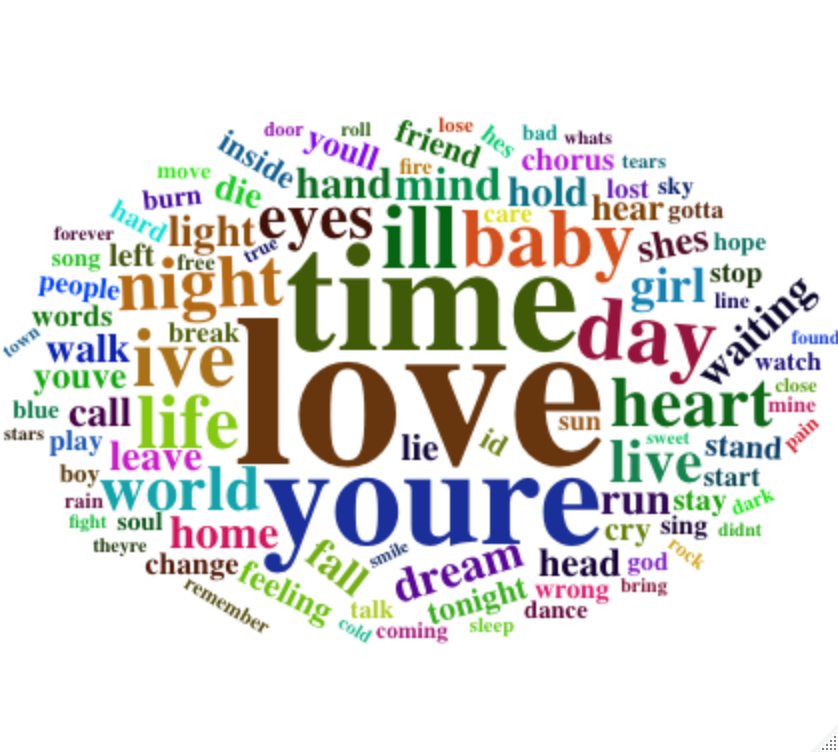 door
roll
lose
hes
bad
whats
friend
youll
inside
fire
chorus
tears
move
die
hand
mind
hold
lost
sky
burn
hard
light
eyes
ill
care
baby
hear
gotta
forever
song
left
free
true
shes
hope
people
night
time
girl
stop
line
words
town
walk
break
day
waiting
found
watch
youve
ive
love
close
blue
call
life
heart
mine
stars
play
lie
id
sun
sweet
stand
pain
leave
live
start
boy
world
youre
run
stay
dark
rain
fight
soul
home
cry
sing
didnt
theyre
change
feeling
fall
smile
dream
head
god
rock
remember
talk
tonight
wrong
bring
cold
coming
sleep
dance